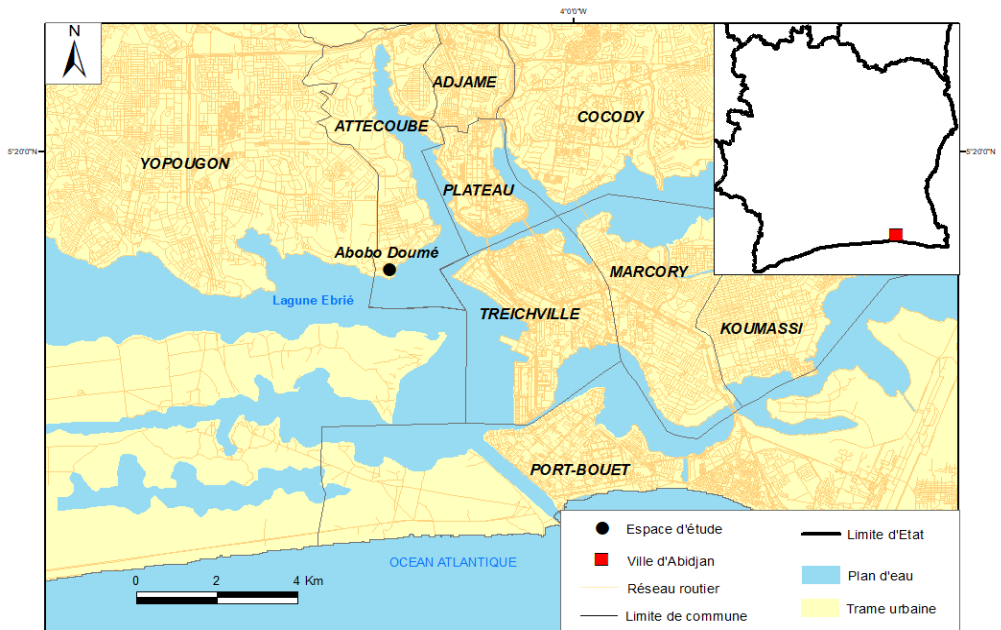 4°0'0"W
N
ADJAME
COCODY
ATTECOUBE
5°20'0"N
5°20'0"N
YOPOUGON
PLATEAU
Abobo Doumé
MARCORY
Lagune Ebrié
TREICHVILLE
KOUMASSI
PORT-BOUET
OCEAN ATLANTIQUE
0 2 4 Km
Espace d'étude
Ville d'Abidjan
Réseau routier
Limite de commune
Limite d'Etat
Plan d'eau
Trame urbaine